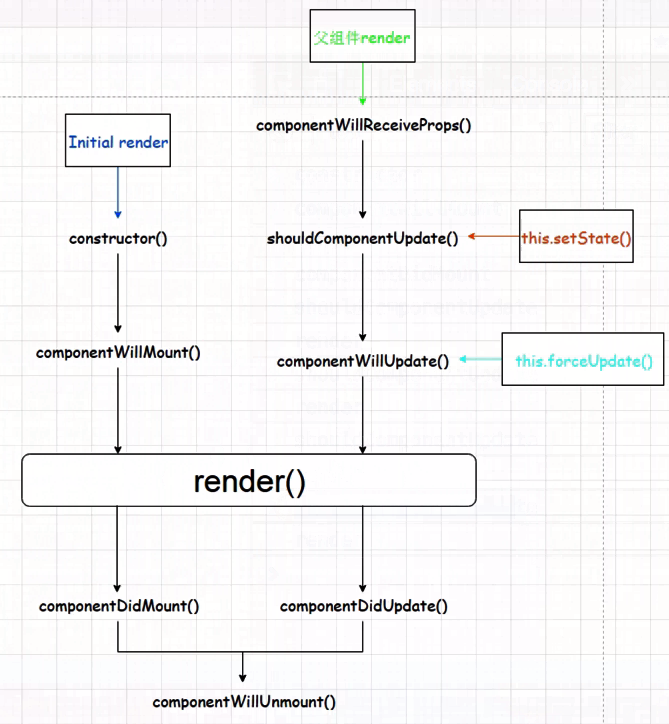 父组件render
componentWillReceiveProps()
Initial render
constructor()
shouldComponentUpdate()
this.setState()
componentWillMount()
componentWillUpdate()
this.forceUpdate()
render()
componentDidMount()
componentDidUpdate()
componentWillUnmount()